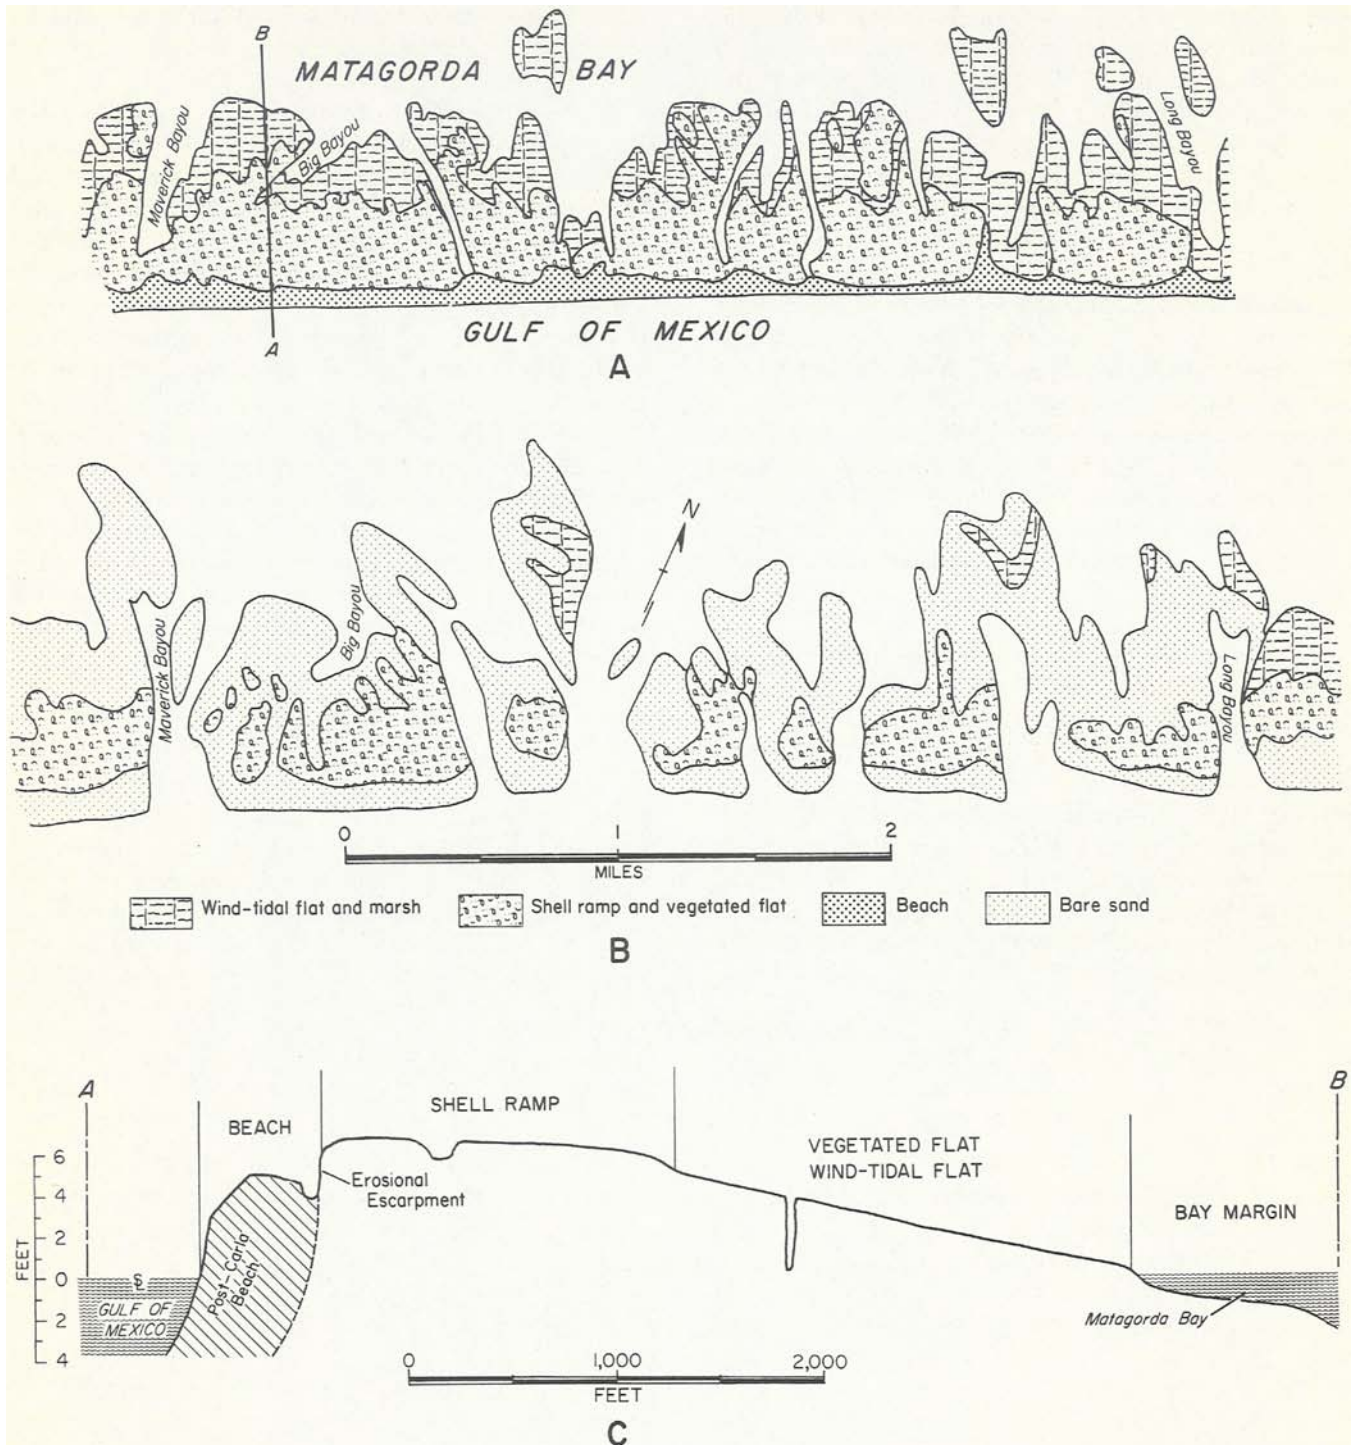 B
MATAGORDA BAY
Maverick Bayou
Big Bayou
Long Bayou
A
GULF OF MEXICO
A
N
Maverick Bayou
Big Bayou
Long Bayou
0 1 2
MILES
Wind-tidal flat and marsh
Shell ramp and vegetated flat
Beach
Bare sand
B
A
B
BEACH
SHELL RAMP
VEGETATED FLAT
WIND-TIDAL FLAT
BAY MARGIN
Erosional
Escarpment
FEET
6
4
2
0
2
4
SL
GULF OF
MEXICO
Post-Carla
Beach
Matagorda Bay
0 1,000 2,000
FEET
C